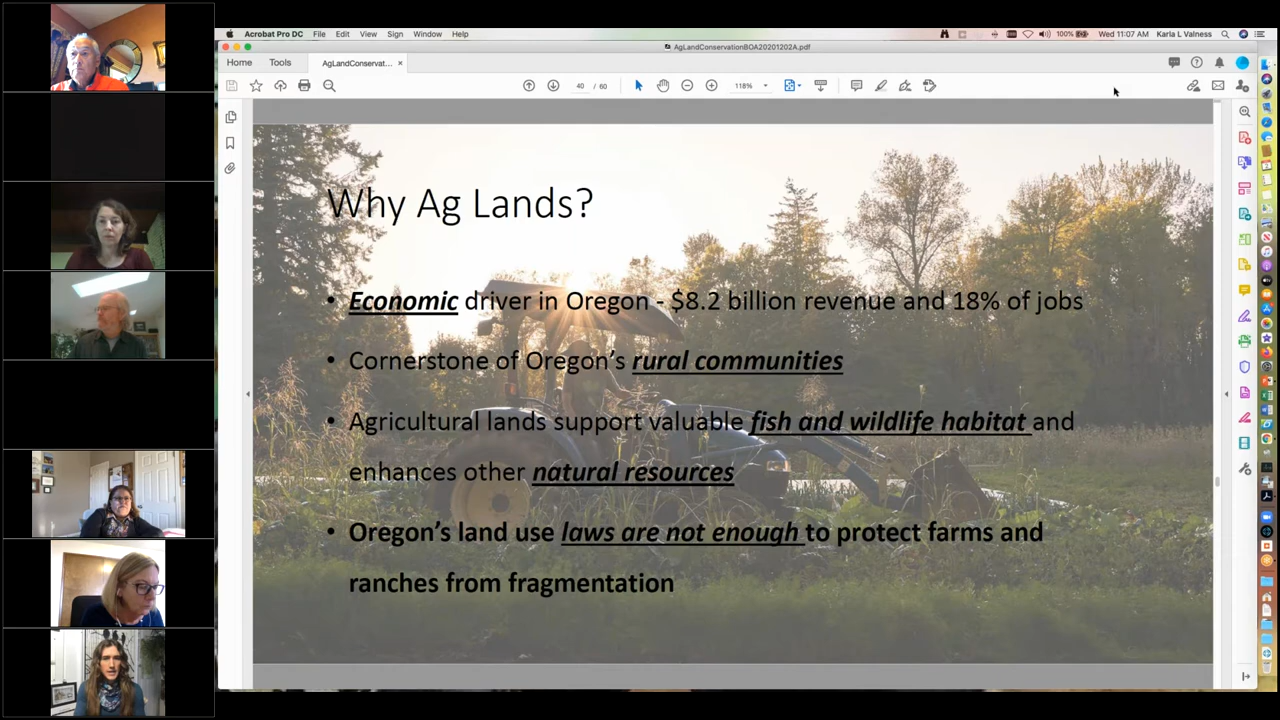 Acrobat Pro DC File Edit View Sign Window Help 100% Wed 11:07 AM Karla L Valness
AgLandConservationBOA20201202A.pdf
Home Tools AgLandConservat... ×
40 / 60 118%
Why Ag Lands?
• Economic driver in Oregon - $8.2 billion revenue and 18% of jobs
• Cornerstone of Oregon's rural communities
• Agricultural lands support valuable fish and wildlife habitat and
enhances other natural resources
• Oregon's land use laws are not enough to protect farms and
ranches from fragmentation